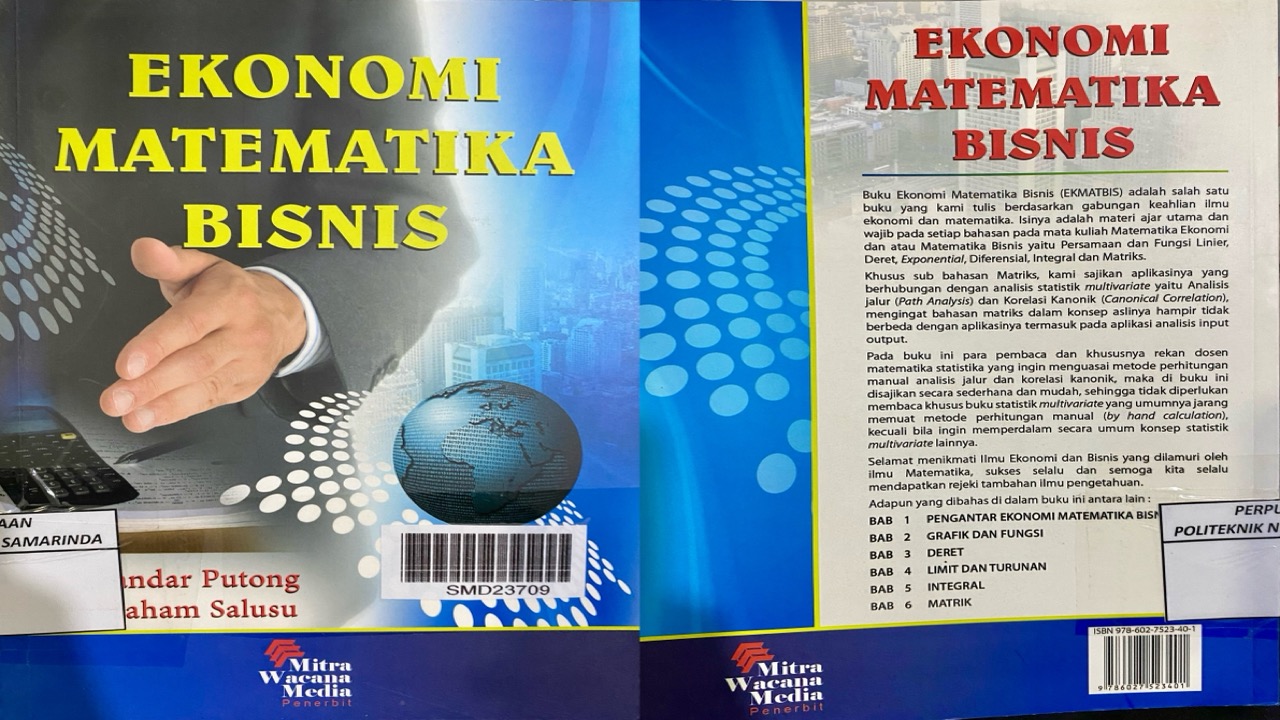 EKONOMI
MATEMATIKA
BISNIS
AAN
SAMARINDA
andar Putong
aham Salusu
SMD23709
Mitra
Wacana
Media
Penerbit
EKONOMI
MATEMATIKA
BISNIS
Buku Ekonomi Matematika Bisnis (EKMATBIS) adalah salah satu
buku yang kami tulis berdasarkan gabungan keahlian ilmu
ekonomi dan matematika. Isinya adalah materi ajar utama dan
wajib pada setiap bahasan pada mata kuliah Matematika Ekonomi
dan atau Matematika Bisnis yaitu Persamaan dan Fungsi Linier,
Deret, Exponential, Diferensial, Integral dan Matriks.
Khusus sub bahasan Matriks, kami sajikan aplikasinya yang
berhubungan dengan analisis statistik multivariate yaitu Analisis
jalur (Path Analysis) dan Korelasi Kanonik (Canonical Correlation),
mengingat bahasan matriks dalam konsep aslinya hampir tidak
berbeda dengan aplikasinya termasuk pada aplikasi analisis input
output.
Pada buku ini para pembaca dan khususnya rekan dosen
matematika statistika yang ingin menguasai metode perhitungan
manual analisis jalur dan korelasi kanonik, maka di buku ini
disajikan secara sederhana dan mudah, sehingga tidak diperlukan
membaca khusus buku statistik multivariate yang umumnya jarang
memuat metode perhitungan manual (by hand calculation),
kecuali bila ingin memperdalam secara umum konsep statistik
multivariate lainnya.
Selamat menikmati Ilmu Ekonomi dan Bisnis yang dilamuri oleh
ilmu Matematika, sukses selalu dan semoga kita selalu
mendapatkan rejeki tambahan ilmu pengetahuan.
Adapun yang dibahas di dalam buku ini antara lain :
BAB 1 PENGANTAR EKONOMI MATEMATIKA BISN
BAB 2 GRAFIK DAN FUNGSI
BAB 3 DERET
BAB 4 LIMIT DAN TURUNAN
BAB 5 INTEGRAL
BAB 6 MATRIK
PERPU
POLITEKNIK N
ISBN 978-602-7523-40-1
9 786027 523401
Mitra
Wacana
Media
Penerbit